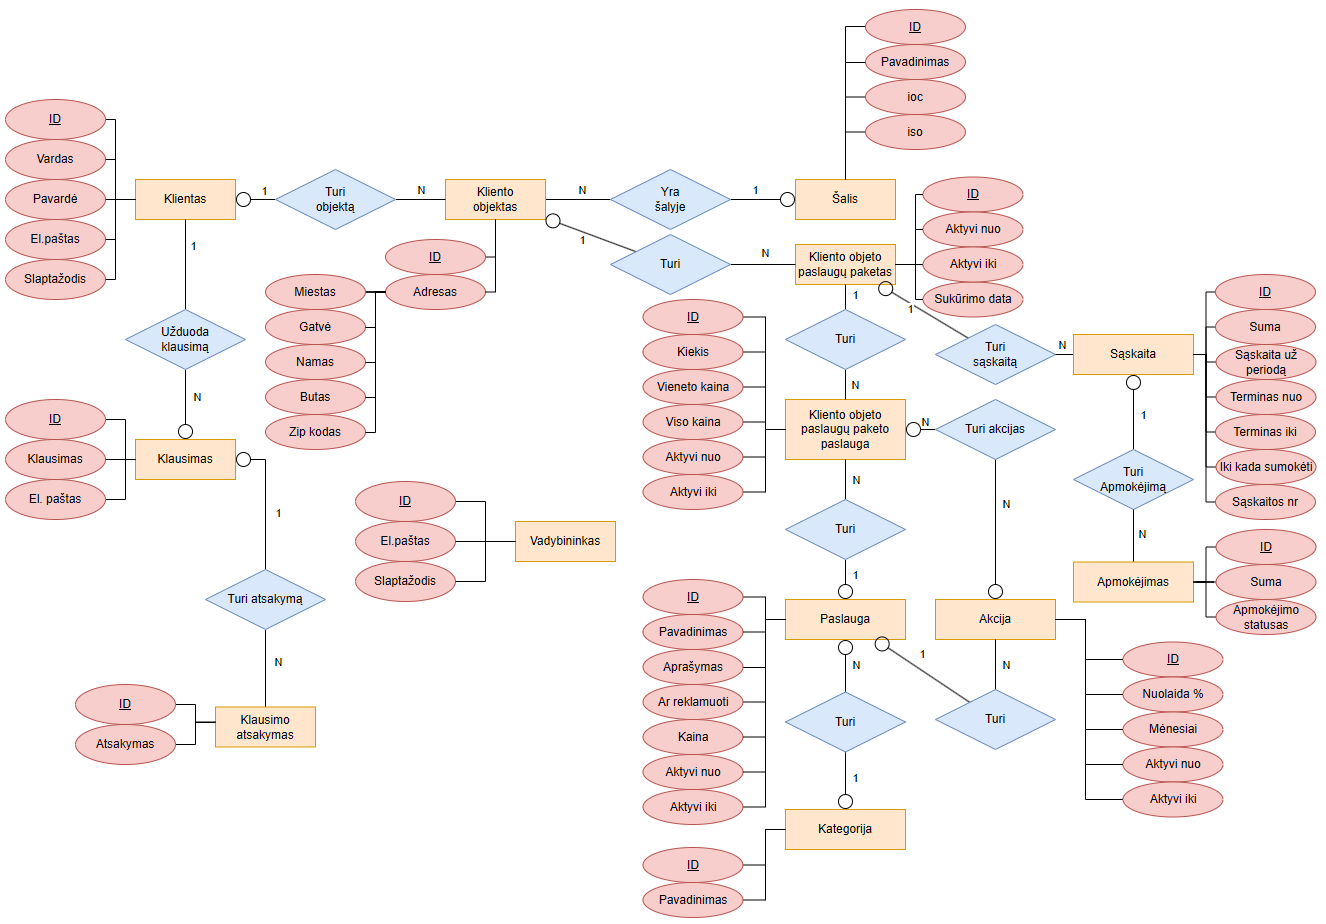 ID
Pavadinimas
ioc
iso
ID
Vardas
Pavardė
El.paštas
Slaptažodis
Klientas
1
Turi
objektą
N
Kliento
objektas
N
Yra
šalyje
1
Šalis
ID
Aktyvi nuo
Aktyvi iki
Sukūrimo data
1
1
Turi
N
Kliento objeto
paslaugų paketas
ID
Adresas
Miestas
Gatvė
Namas
Butas
Zip kodas
Užduoda
klausimą
N
1
Turi
N
1
Turi
sąskaitą
N
Sąskaita
ID
Suma
Sąskaita už
periodą
Terminas nuo
Terminas iki
Iki kada sumokėti
Sąskaitos nr
ID
Kiekis
Vieneto kaina
Viso kaina
Aktyvi nuo
Aktyvi iki
Kliento objeto
paslaugų paketo
paslauga
N
Turi akcijas
N
1
Turi
Apmokėjimą
N
Apmokėjimas
ID
Suma
Apmokėjimo
statusas
ID
Klausimas
El. paštas
Klausimas
1
Turi atsakymą
N
Klausimo
atsakymas
ID
Atsakymas
ID
El.paštas
Slaptažodis
Vadybininkas
N
Turi
1
Paslauga
ID
Pavadinimas
Aprašymas
Ar reklamuoti
Kaina
Aktyvi nuo
Aktyvi iki
Akcija
1
N
Turi
ID
Nuolaida %
Mėnesiai
Aktyvi nuo
Aktyvi iki
N
Turi
1
Kategorija
ID
Pavadinimas